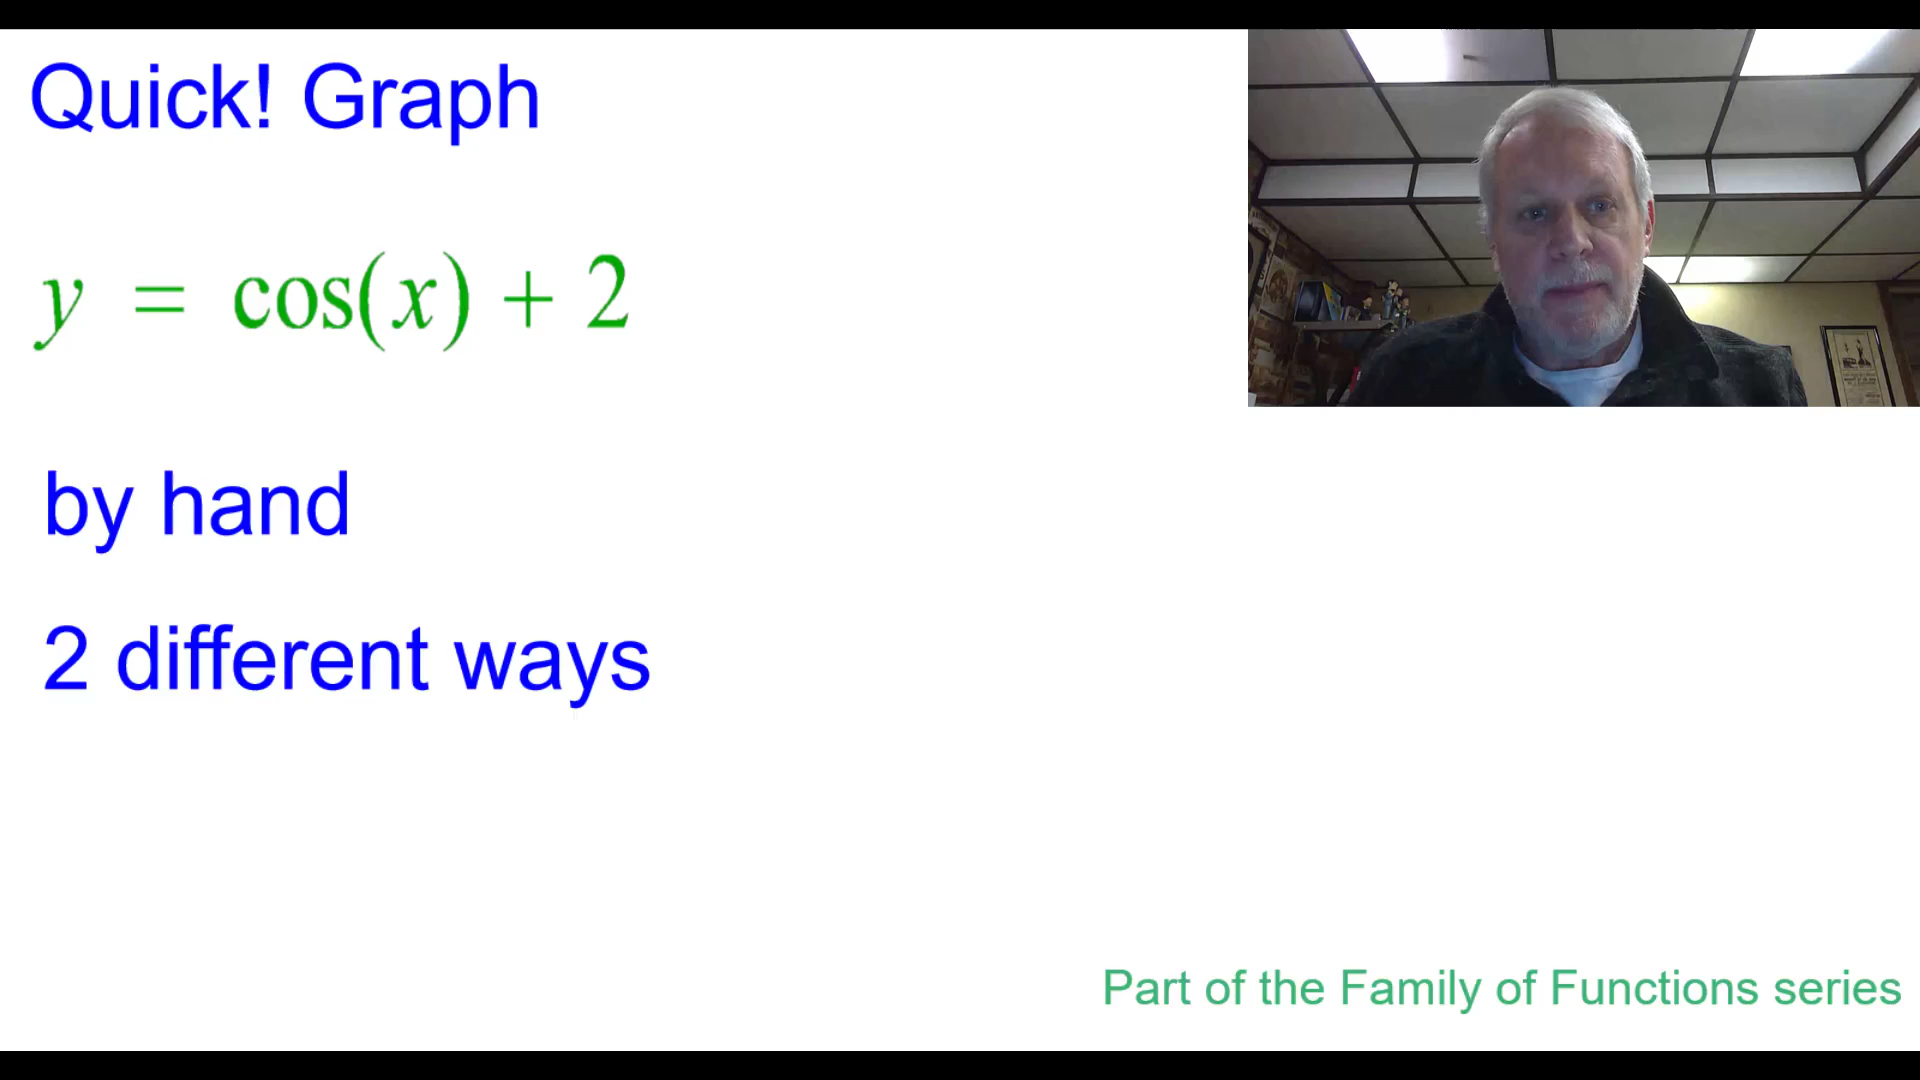 Quick! Graph
y = cos(x) + 2
by hand
2 different ways
Part of the Family of Functions series